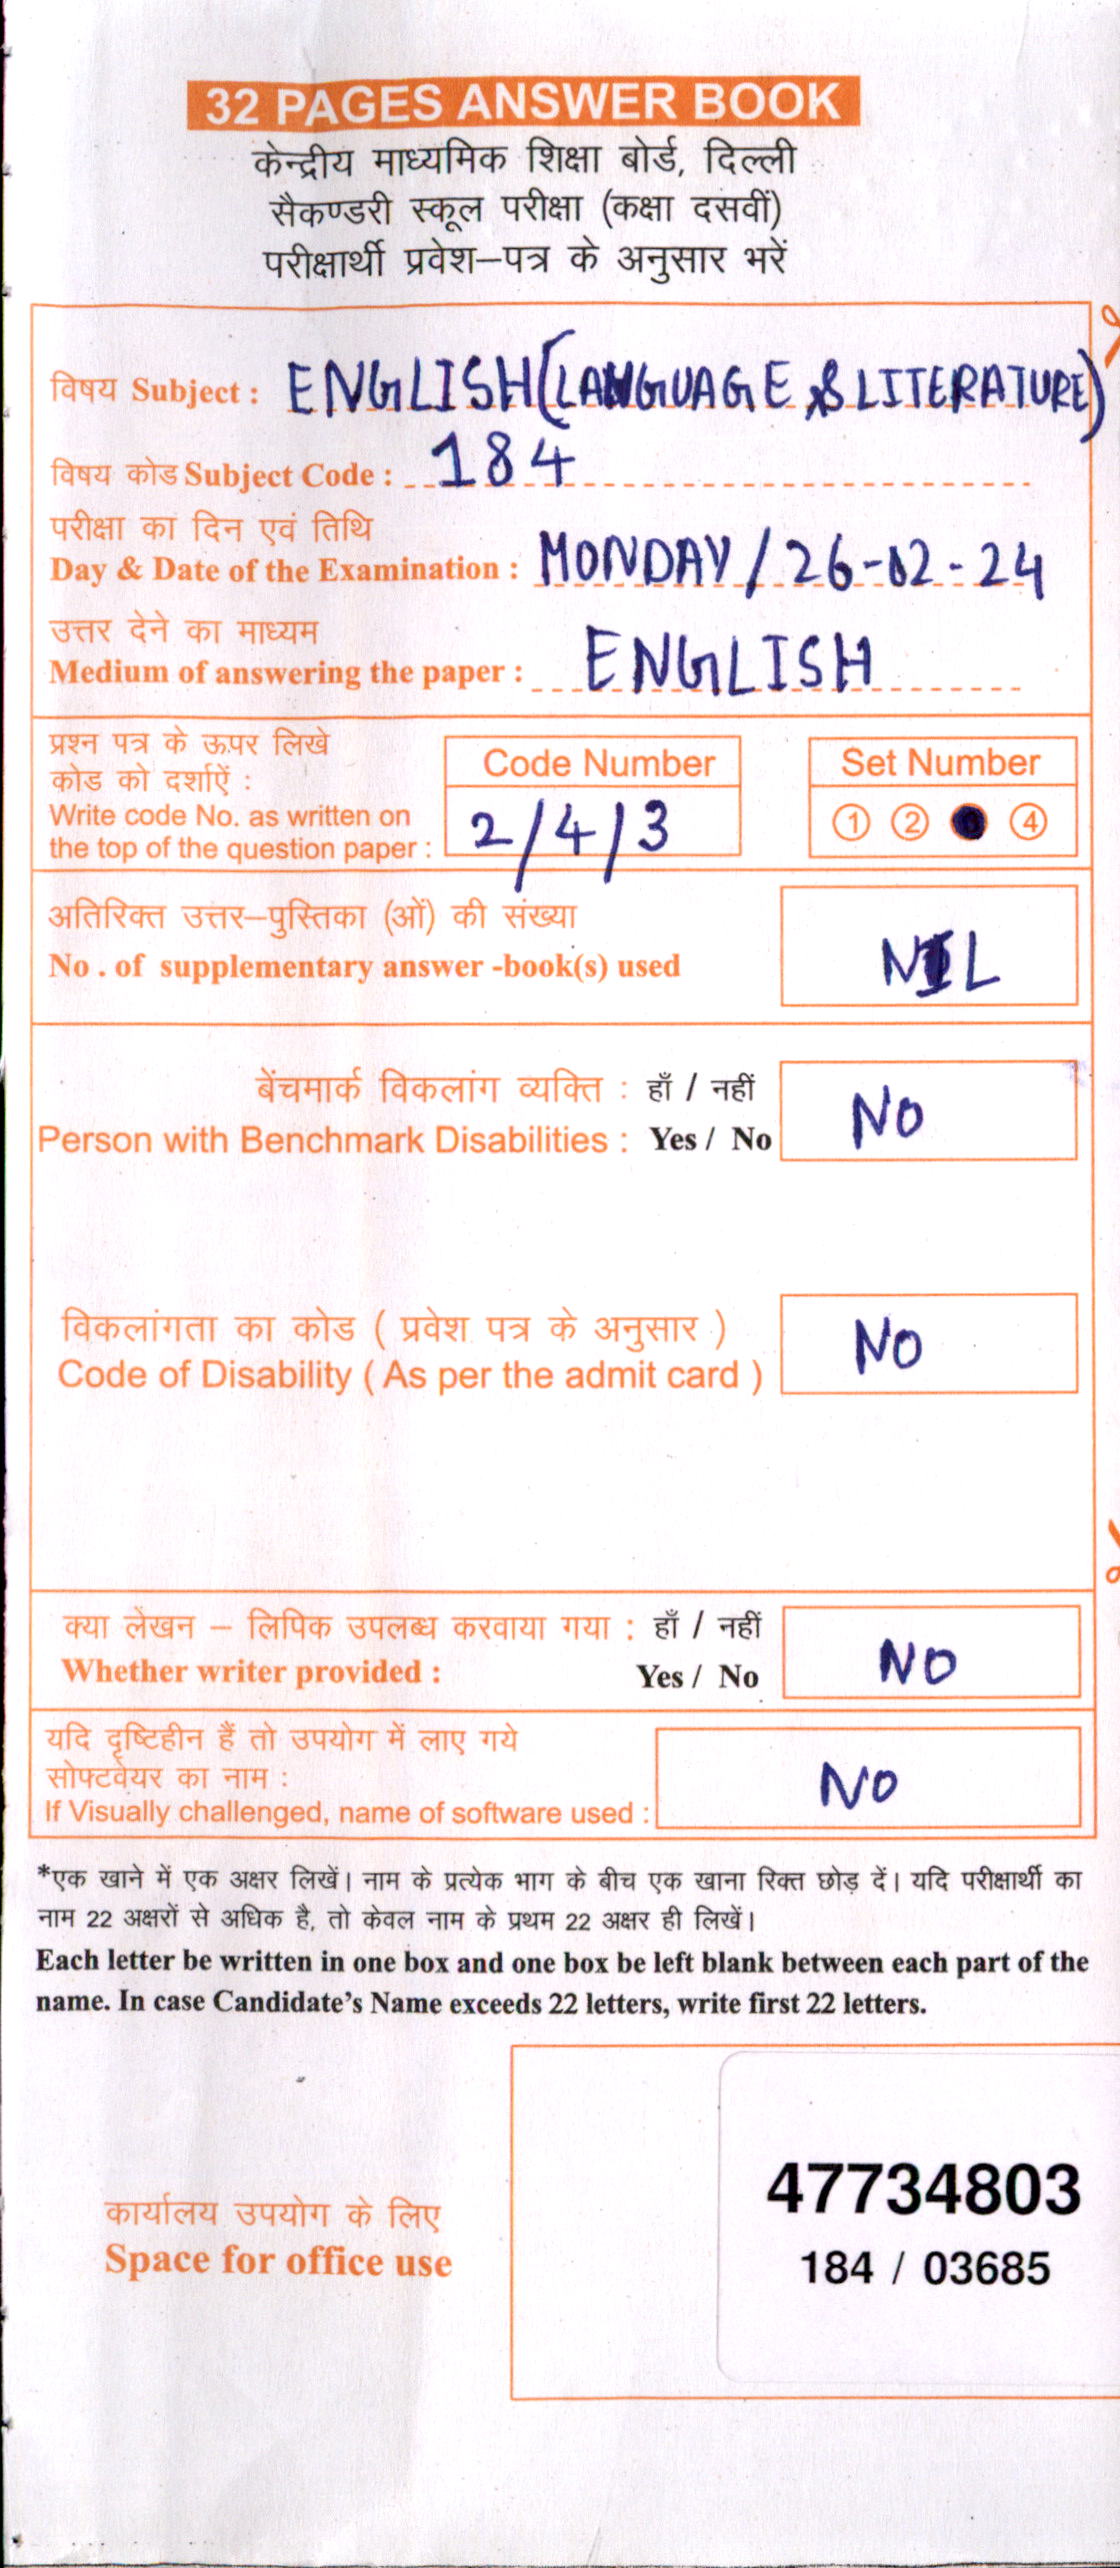 32 PAGES ANSWER BOOK
केन्द्रीय माध्यमिक शिक्षा बोर्ड, दिल्ली
सैकण्डरी स्कूल परीक्षा (कक्षा दसवीं)
परीक्षार्थी प्रवेश–पत्र के अनुसार भरें
विषय Subject : ENGLISH (LANGUAGE & LITERATURE)
विषय कोड Subject Code : 184
परीक्षा का दिन एवं तिथि
Day & Date of the Examination : MONDAY / 26-02-24
उत्तर देने का माध्यम
Medium of answering the paper : ENGLISH
प्रश्न पत्र के ऊपर लिखे
कोड को दर्शाऐं :
Write code No. as written on
the top of the question paper :
Code Number
2/4/3
Set Number
1 2 4
अतिरिक्त उत्तर–पुस्तिका (ओं) की संख्या
No . of supplementary answer -book(s) used
NIL
बेंचमार्क विकलांग व्यक्ति : हाँ / नहीं
Person with Benchmark Disabilities : Yes / No
NO
विकलांगता का कोड ( प्रवेश पत्र के अनुसार )
Code of Disability ( As per the admit card )
NO
क्या लेखन – लिपिक उपलब्ध करवाया गया : हाँ / नहीं
Whether writer provided : Yes / No
NO
यदि दृष्टिहीन हैं तो उपयोग में लाए गये
सोफ्टवेयर का नाम :
If Visually challenged, name of software used :
NO
*एक खाने में एक अक्षर लिखें। नाम के प्रत्येक भाग के बीच एक खाना रिक्त छोड़ दें। यदि परीक्षार्थी का
नाम 22 अक्षरों से अधिक है, तो केवल नाम के प्रथम 22 अक्षर ही लिखें।
Each letter be written in one box and one box be left blank between each part of the
name. In case Candidate's Name exceeds 22 letters, write first 22 letters.
कार्यालय उपयोग के लिए
Space for office use
47734803
184 / 03685